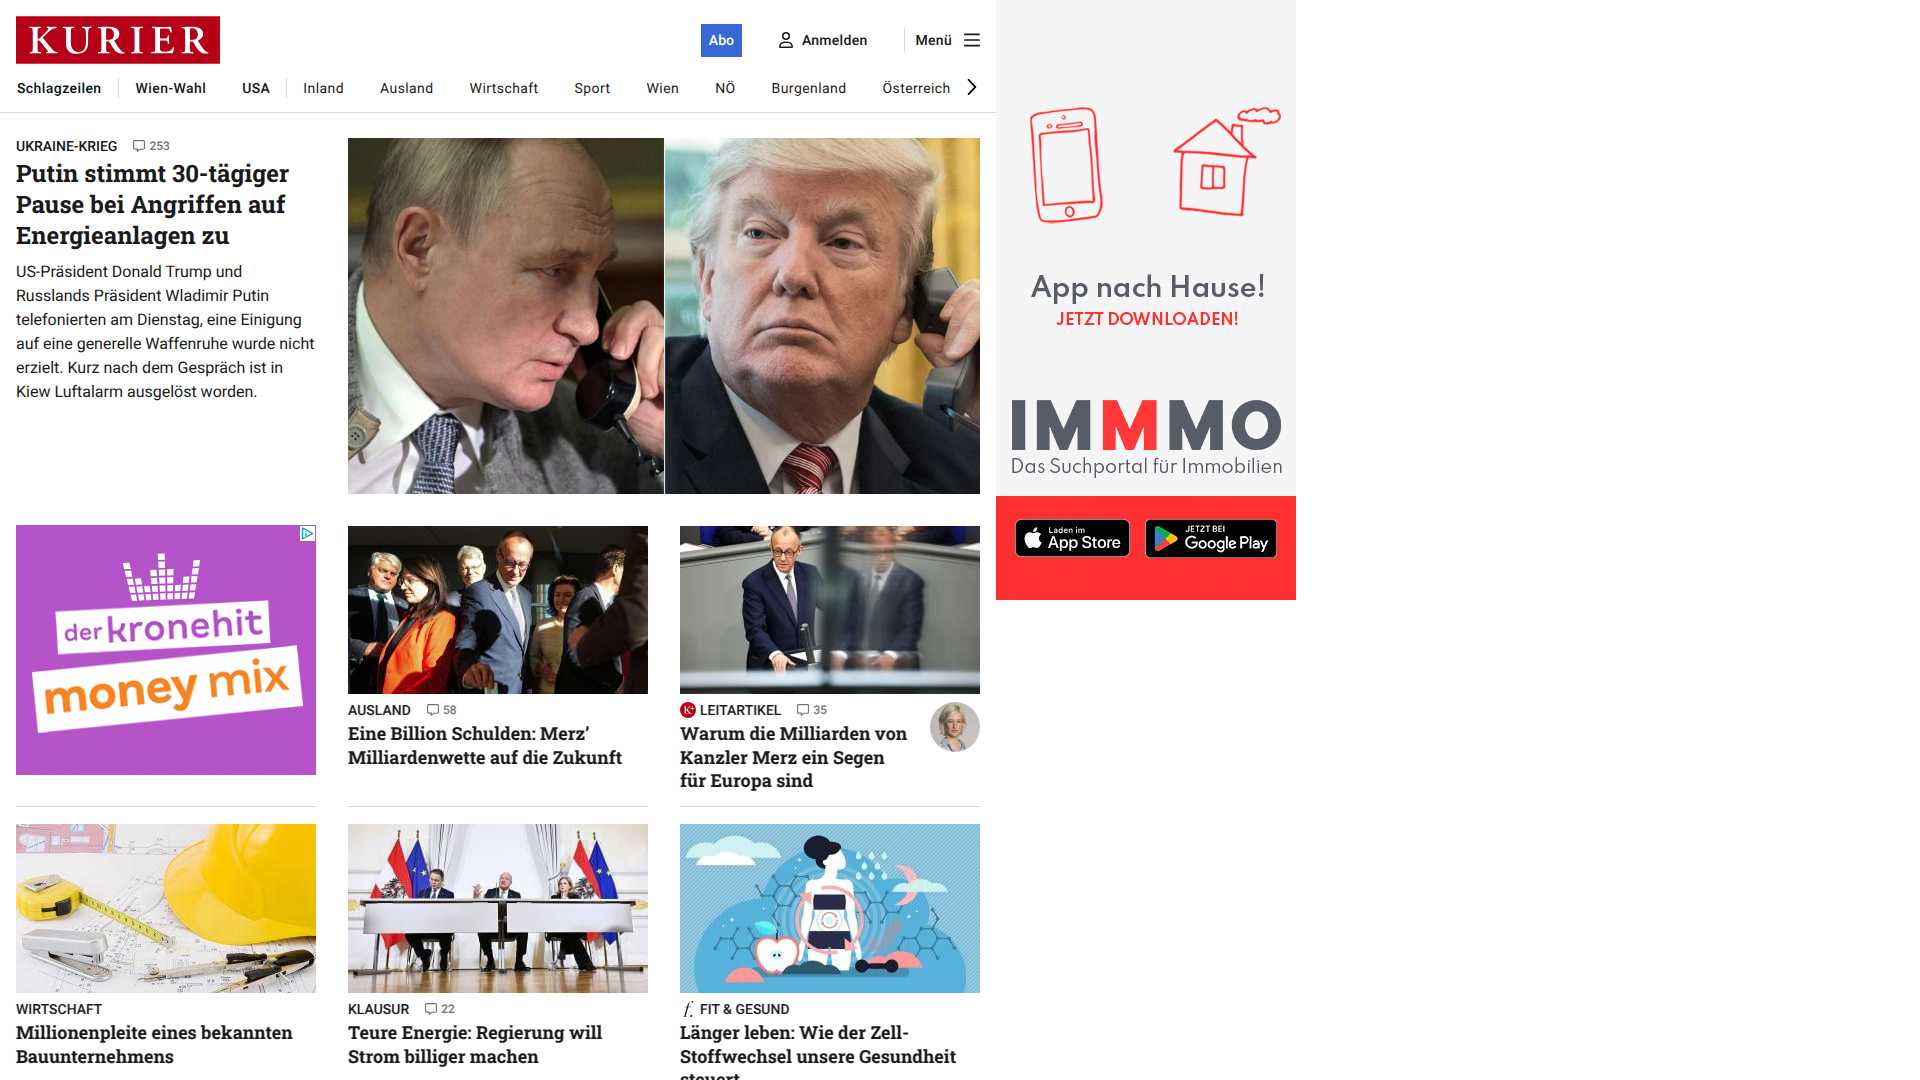 KURIER
Abo
Anmelden
Menü
Schlagzeilen
Wien-Wahl
USA
Inland
Ausland
Wirtschaft
Sport
Wien
NÖ
Burgenland
Österreich
UKRAINE-KRIEG 253
Putin stimmt 30-tägiger
Pause bei Angriffen auf
Energieanlagen zu
US-Präsident Donald Trump und
Russlands Präsident Wladimir Putin
telefonierten am Dienstag, eine Einigung
auf eine generelle Waffenruhe wurde nicht
erzielt. Kurz nach dem Gespräch ist in
Kiew Luftalarm ausgelöst worden.
App nach Hause!
JETZT DOWNLOADEN!
IMMMO
Das Suchportal für Immobilien
Laden im
App Store
JETZT BEI
Google Play
der kronehit
money mix
AUSLAND 58
Eine Billion Schulden: Merz’
Milliardenwette auf die Zukunft
K+ LEITARTIKEL 35
Warum die Milliarden von
Kanzler Merz ein Segen
für Europa sind
WIRTSCHAFT
Millionenpleite eines bekannten
Bauunternehmens
KLAUSUR 22
Teure Energie: Regierung will
Strom billiger machen
f. FIT & GESUND
Länger leben: Wie der Zell-
Stoffwechsel unsere Gesundheit
steuert